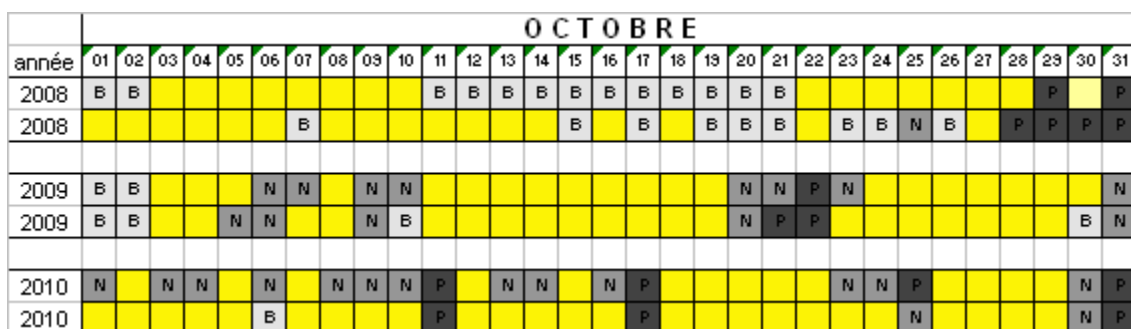 OCTOBRE
année 01 02 03 04 05 06 07 08 09 10 11 12 13 14 15 16 17 18 19 20 21 22 23 24 25 26 27 28 29 30 31
2008 B B B B B B B B B B B B B P P
2008 B B B B B B B B N B P P P P
2009 B B N N N N N N P N N
2009 B B N N N B N P P B N
2010 N N N N N N N P N N N P N N P N P
2010 B P P N N P